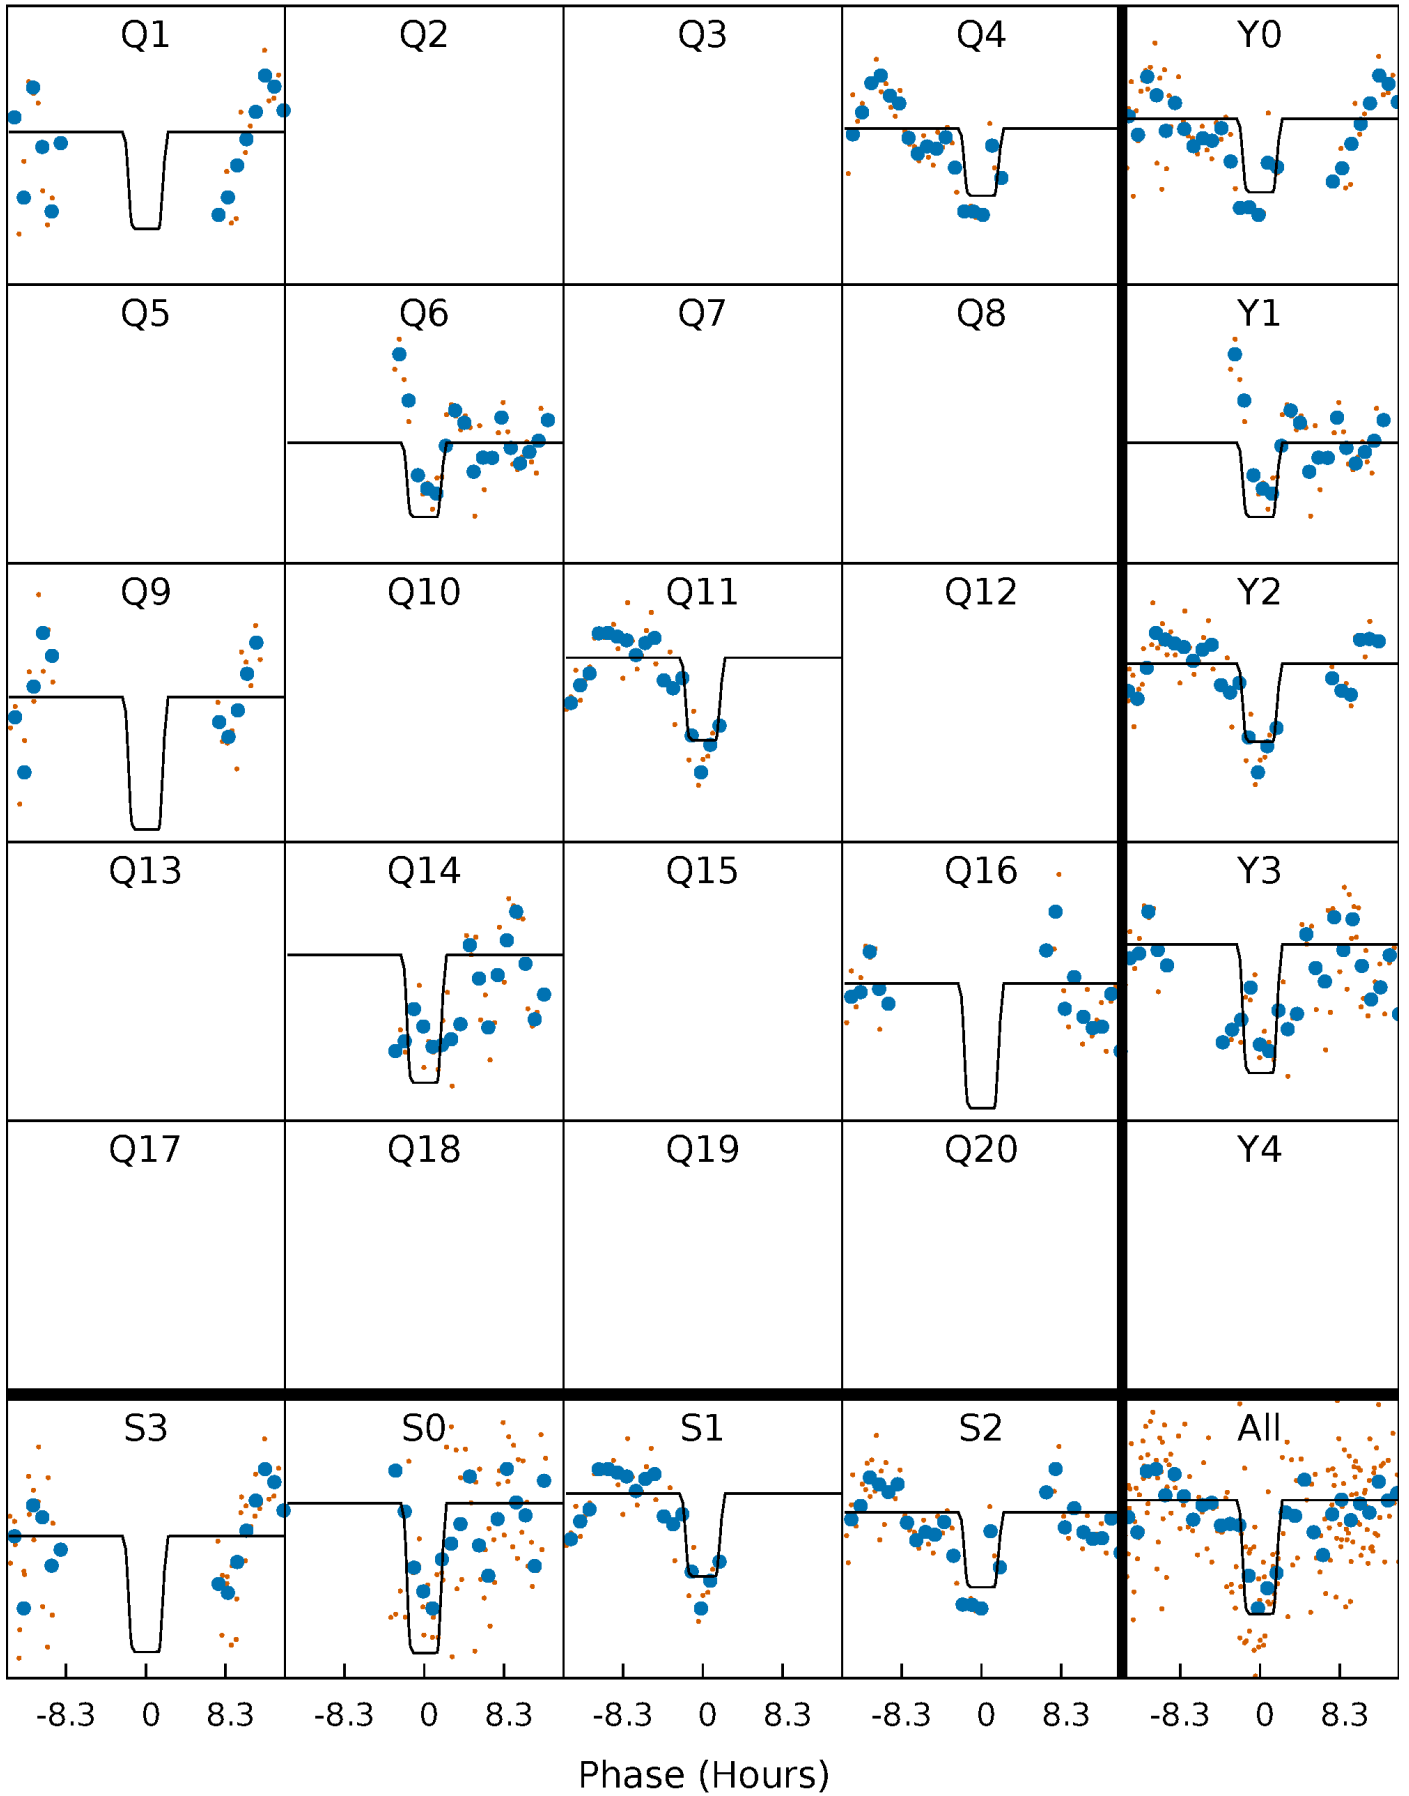 Q1 Q2 Q3 Q4 Y0
Q5 Q6 Q7 Q8 Y1
Q9 Q10 Q11 Q12 Y2
Q13 Q14 Q15 Q16 Y3
Q17 Q18 Q19 Q20 Y4
S3 S0 S1 S2 All
-8.3 0 8.3 -8.3 0 8.3 -8.3 0 8.3 -8.3 0 8.3 -8.3 0 8.3
Phase (Hours)